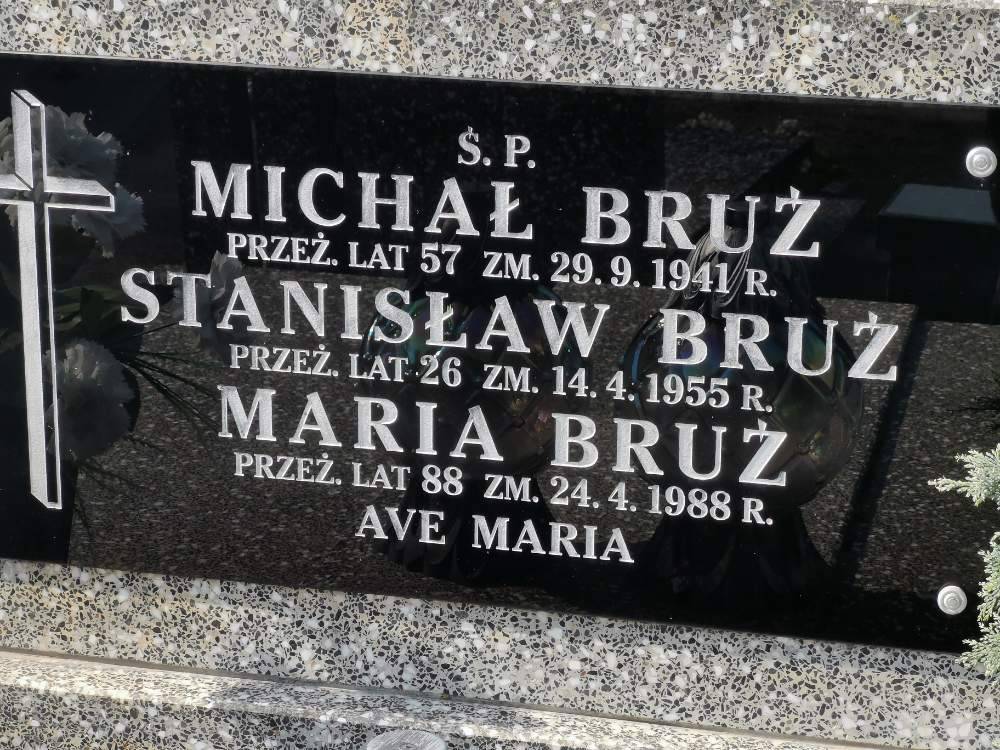 Ś. P.
MICHAŁ BRUŻ
PRZEŻ. LAT 57 ZM. 29. 9. 1941 R.
STANISŁAW BRUŻ
PRZEŻ. LAT 26 ZM. 14. 4. 1955 R.
MARIA BRUŻ
PRZEŻ. LAT 88 ZM. 24. 4. 1988 R.
AVE MARIA